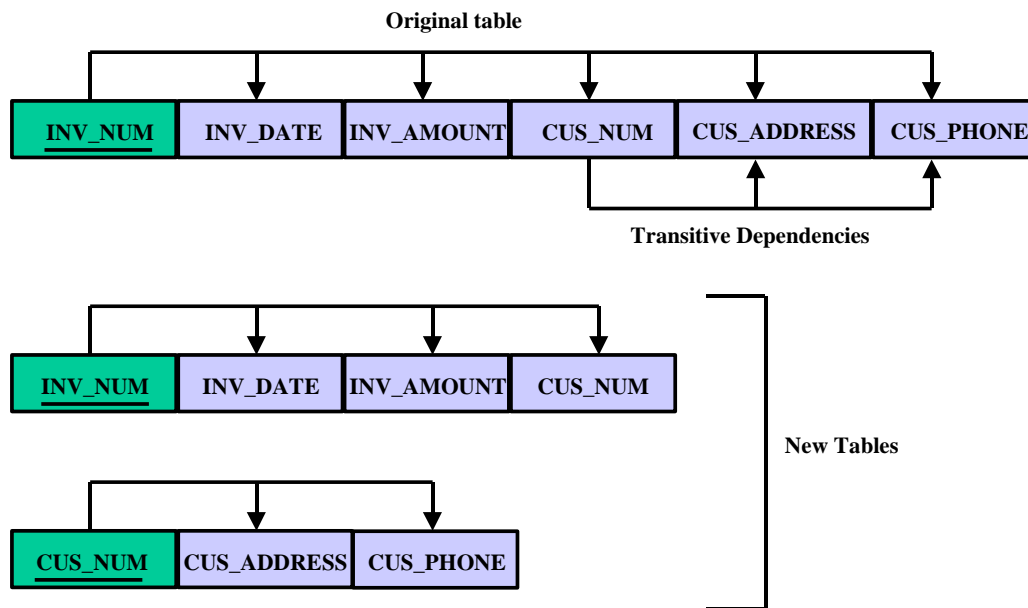 Original table
INV_NUM INV_DATE INV_AMOUNT CUS_NUM CUS_ADDRESS CUS_PHONE
Transitive Dependencies
INV_NUM INV_DATE INV_AMOUNT CUS_NUM
New Tables
CUS_NUM CUS_ADDRESS CUS_PHONE